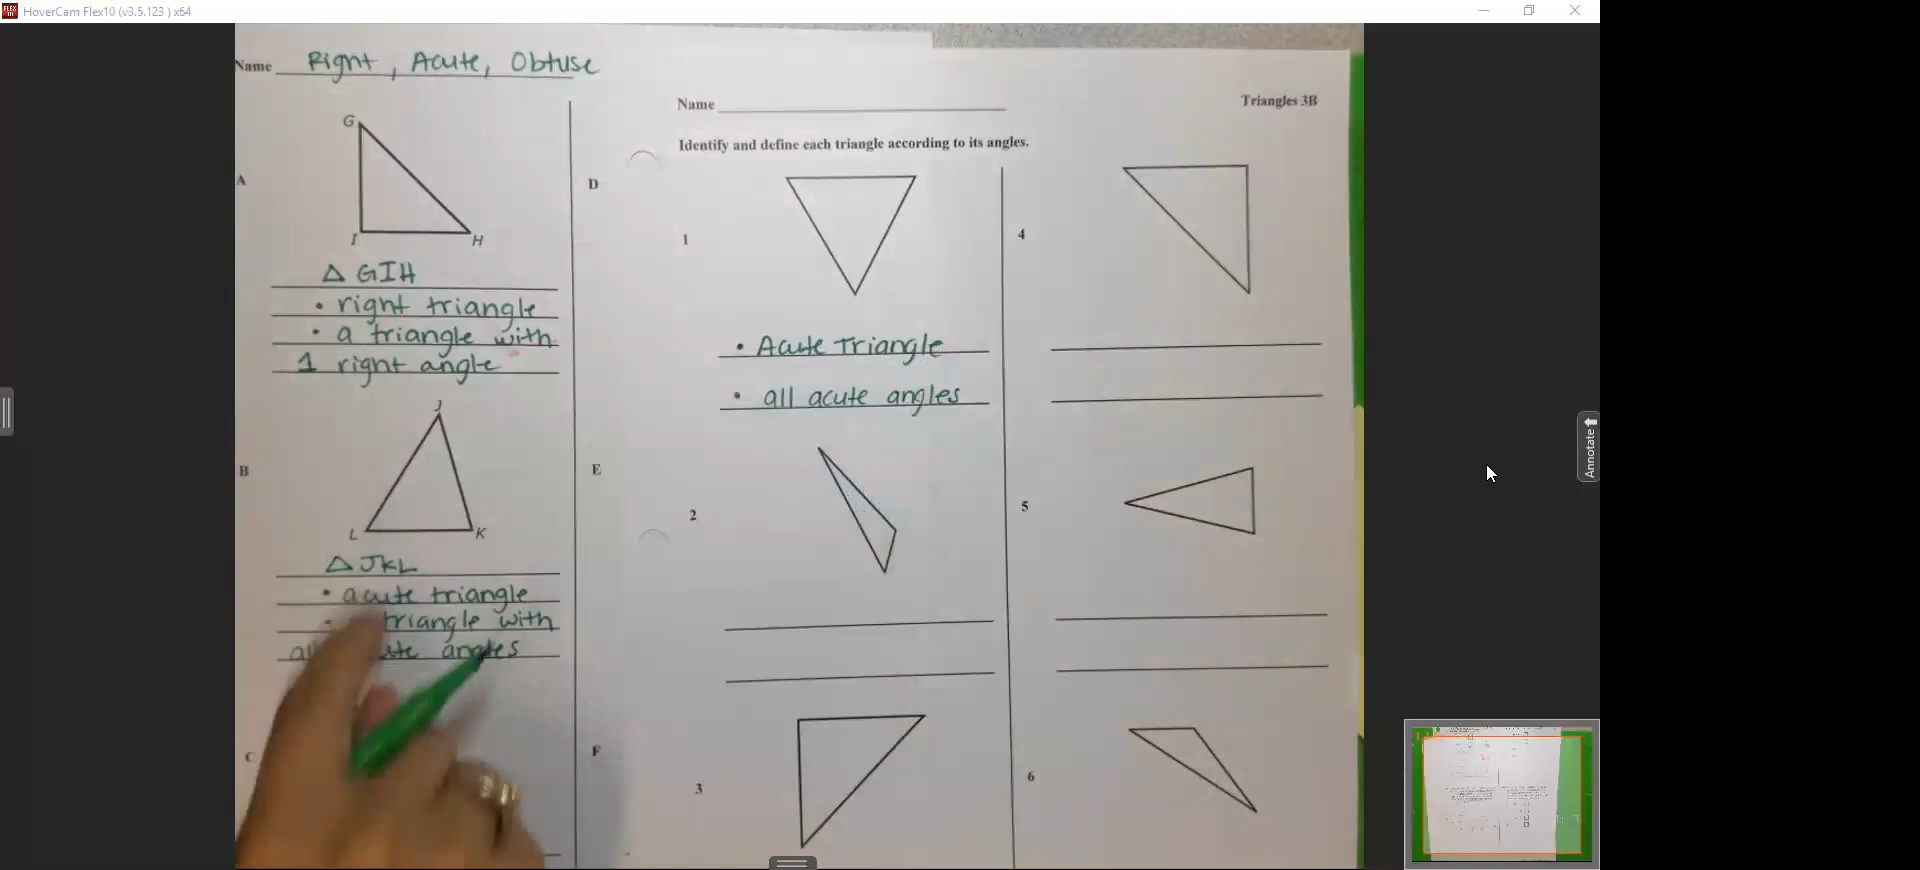 HoverCam Flex10 (v3.5.123 ) x64
Name Right, Acute, Obtuse
A
G
I
H
△ GIH
• right triangle
• a triangle with
1 right angle
B
J
L
K
△ JKL
• acute triangle
triangle with
angles
C
D
E
F
Name
Triangles 3B
Identify and define each triangle according to its angles.
1
• Acute Triangle
• all acute angles
2
3
4
5
6
Annotate